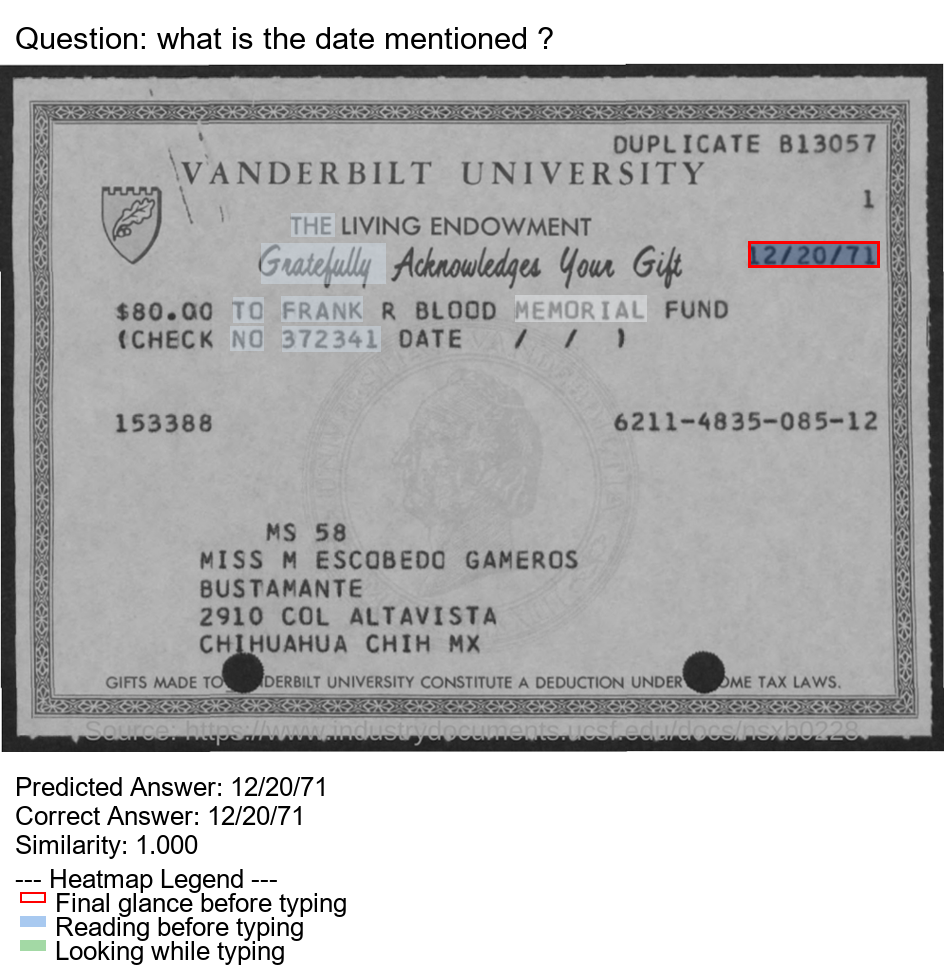 Question: what is the date mentioned ?
DUPLICATE B13057
VANDERBILT UNIVERSITY
1
THE LIVING ENDOWMENT
Gratefully Acknowledges Your Gift 12/20/71
$80.00 TO FRANK R BLOOD MEMORIAL FUND
(CHECK NO 372341 DATE / / )
153388 6211-4835-085-12
MS 58
MISS M ESCOBEDO GAMEROS
BUSTAMANTE
2910 COL ALTAVISTA
CHIHUAHUA CHIH MX
GIFTS MADE TO DERBILT UNIVERSITY CONSTITUTE A DEDUCTION UNDER OME TAX LAWS.
Source: https://www.industrydocuments.ucsf.edu/docs/nsxb0228
Predicted Answer: 12/20/71
Correct Answer: 12/20/71
Similarity: 1.000
--- Heatmap Legend ---
Final glance before typing
Reading before typing
Looking while typing